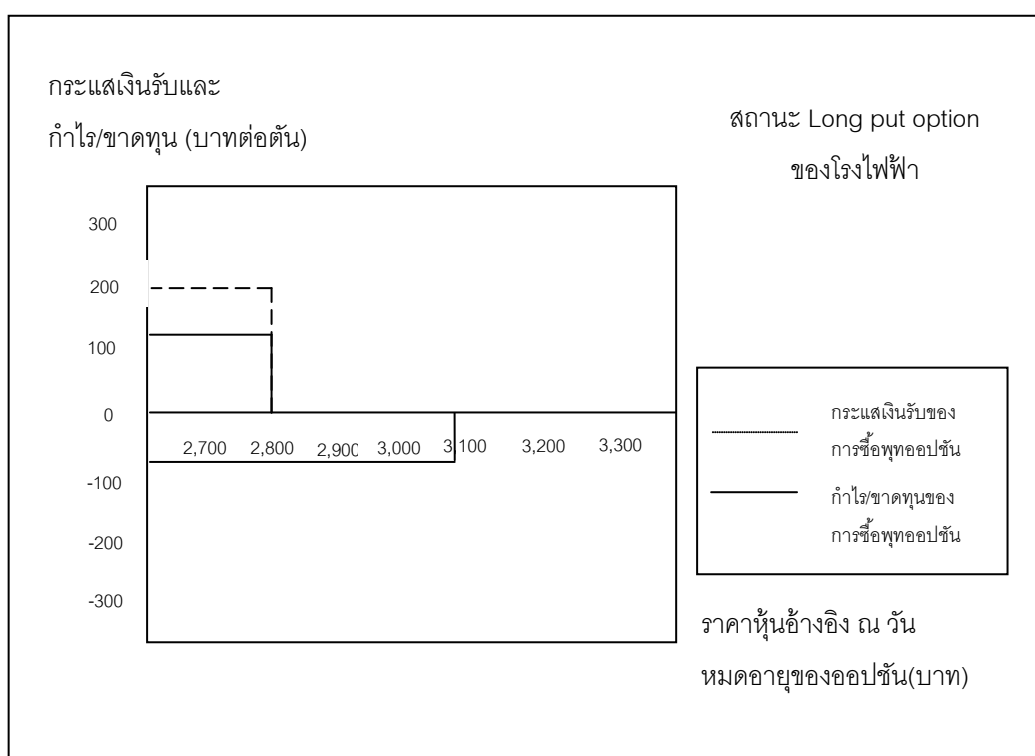 กระแสเงินรับและ
กำไร/ขาดทุน (บาทต่อตัน)
สถานะ Long put option
ของโรงไฟฟ้า
300
200
100
0
2,700 2,800 2,900 3,000 3,100 3,200 3,300
-100
-200
-300
กระแสเงินรับของ
การซื้อพุทออปชัน
กำไร/ขาดทุนของ
การซื้อพุทออปชัน
ราคาหุ้นอ้างอิง ณ วัน
หมดอายุของออปชัน(บาท)